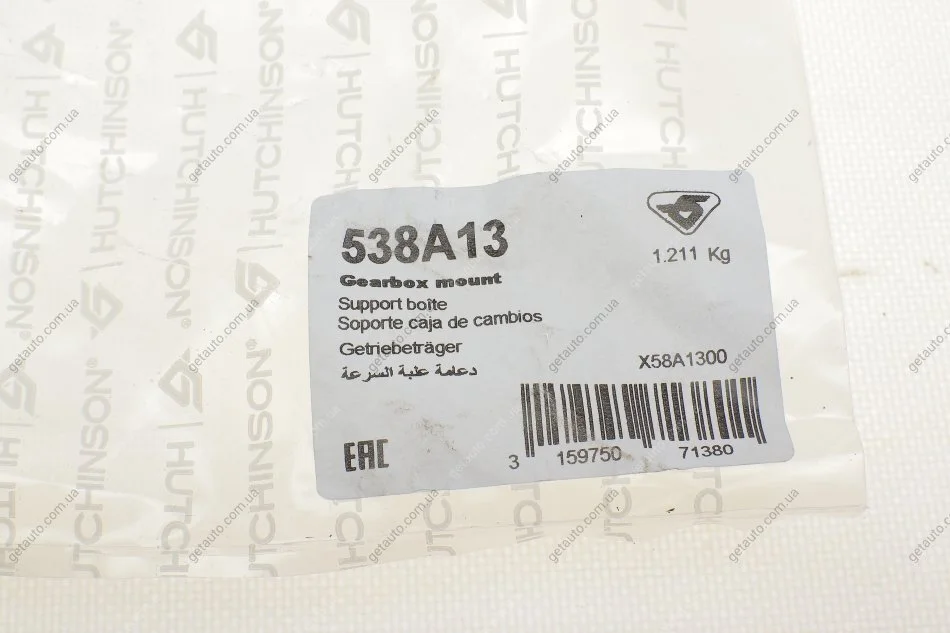 HUTCHINSON®
538A13
Gearbox mount
Support boîte
Soporte caja de cambios
Getriebeträger
دعامة علبة السرعة
1.211 Kg
X58A1300
3 159750 71380
EAC
getauto.com.ua